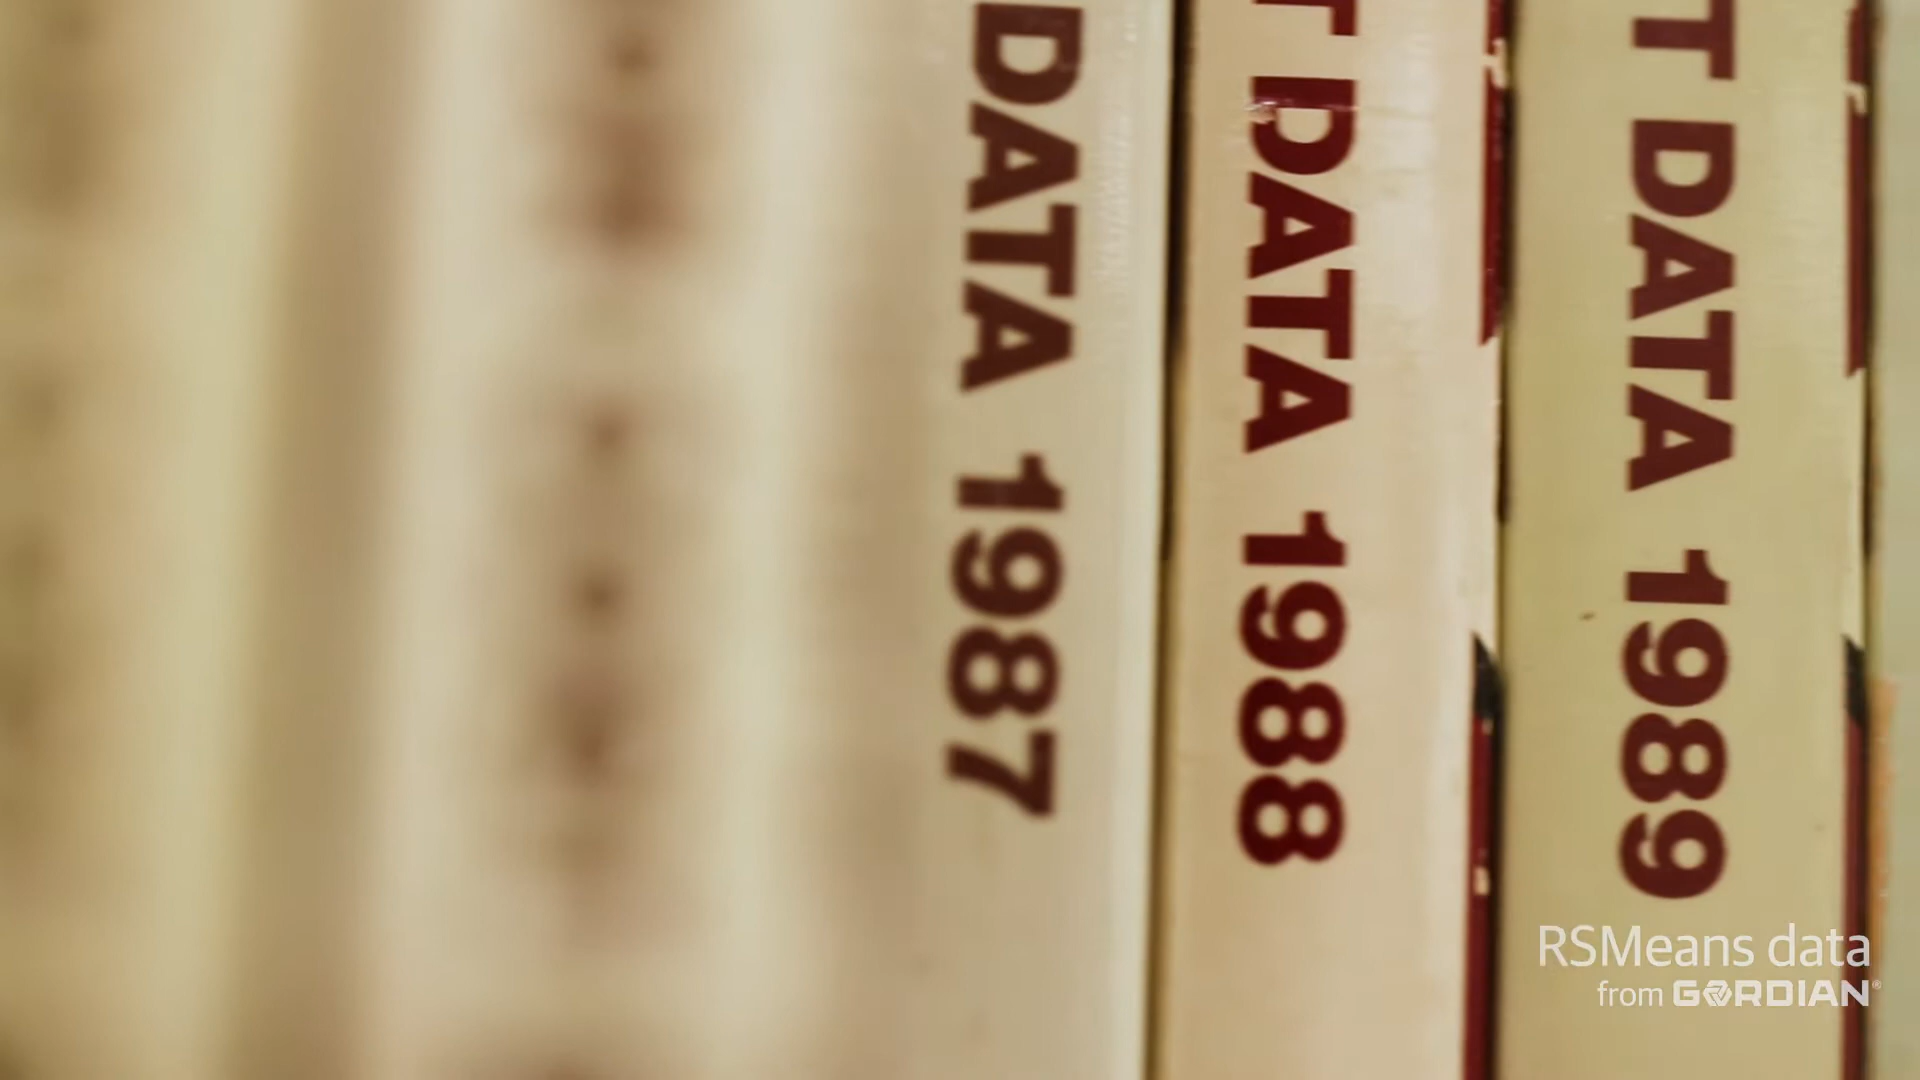 DATA 1987
T DATA 1988
T DATA 1989
RSMeans data
from GORDIAN®